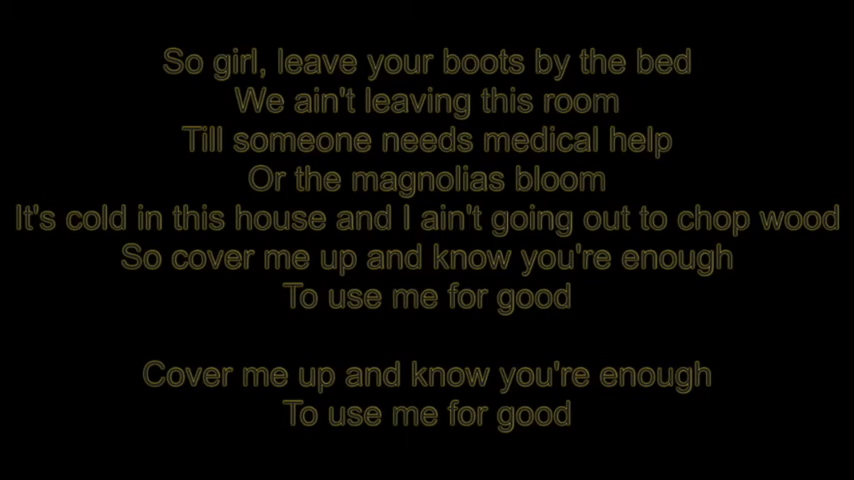 So girl, leave your boots by the bed
We ain't leaving this room
Till someone needs medical help
Or the magnolias bloom
It's cold in this house and I ain't going out to chop wood
So cover me up and know you're enough
To use me for good
Cover me up and know you're enough
To use me for good